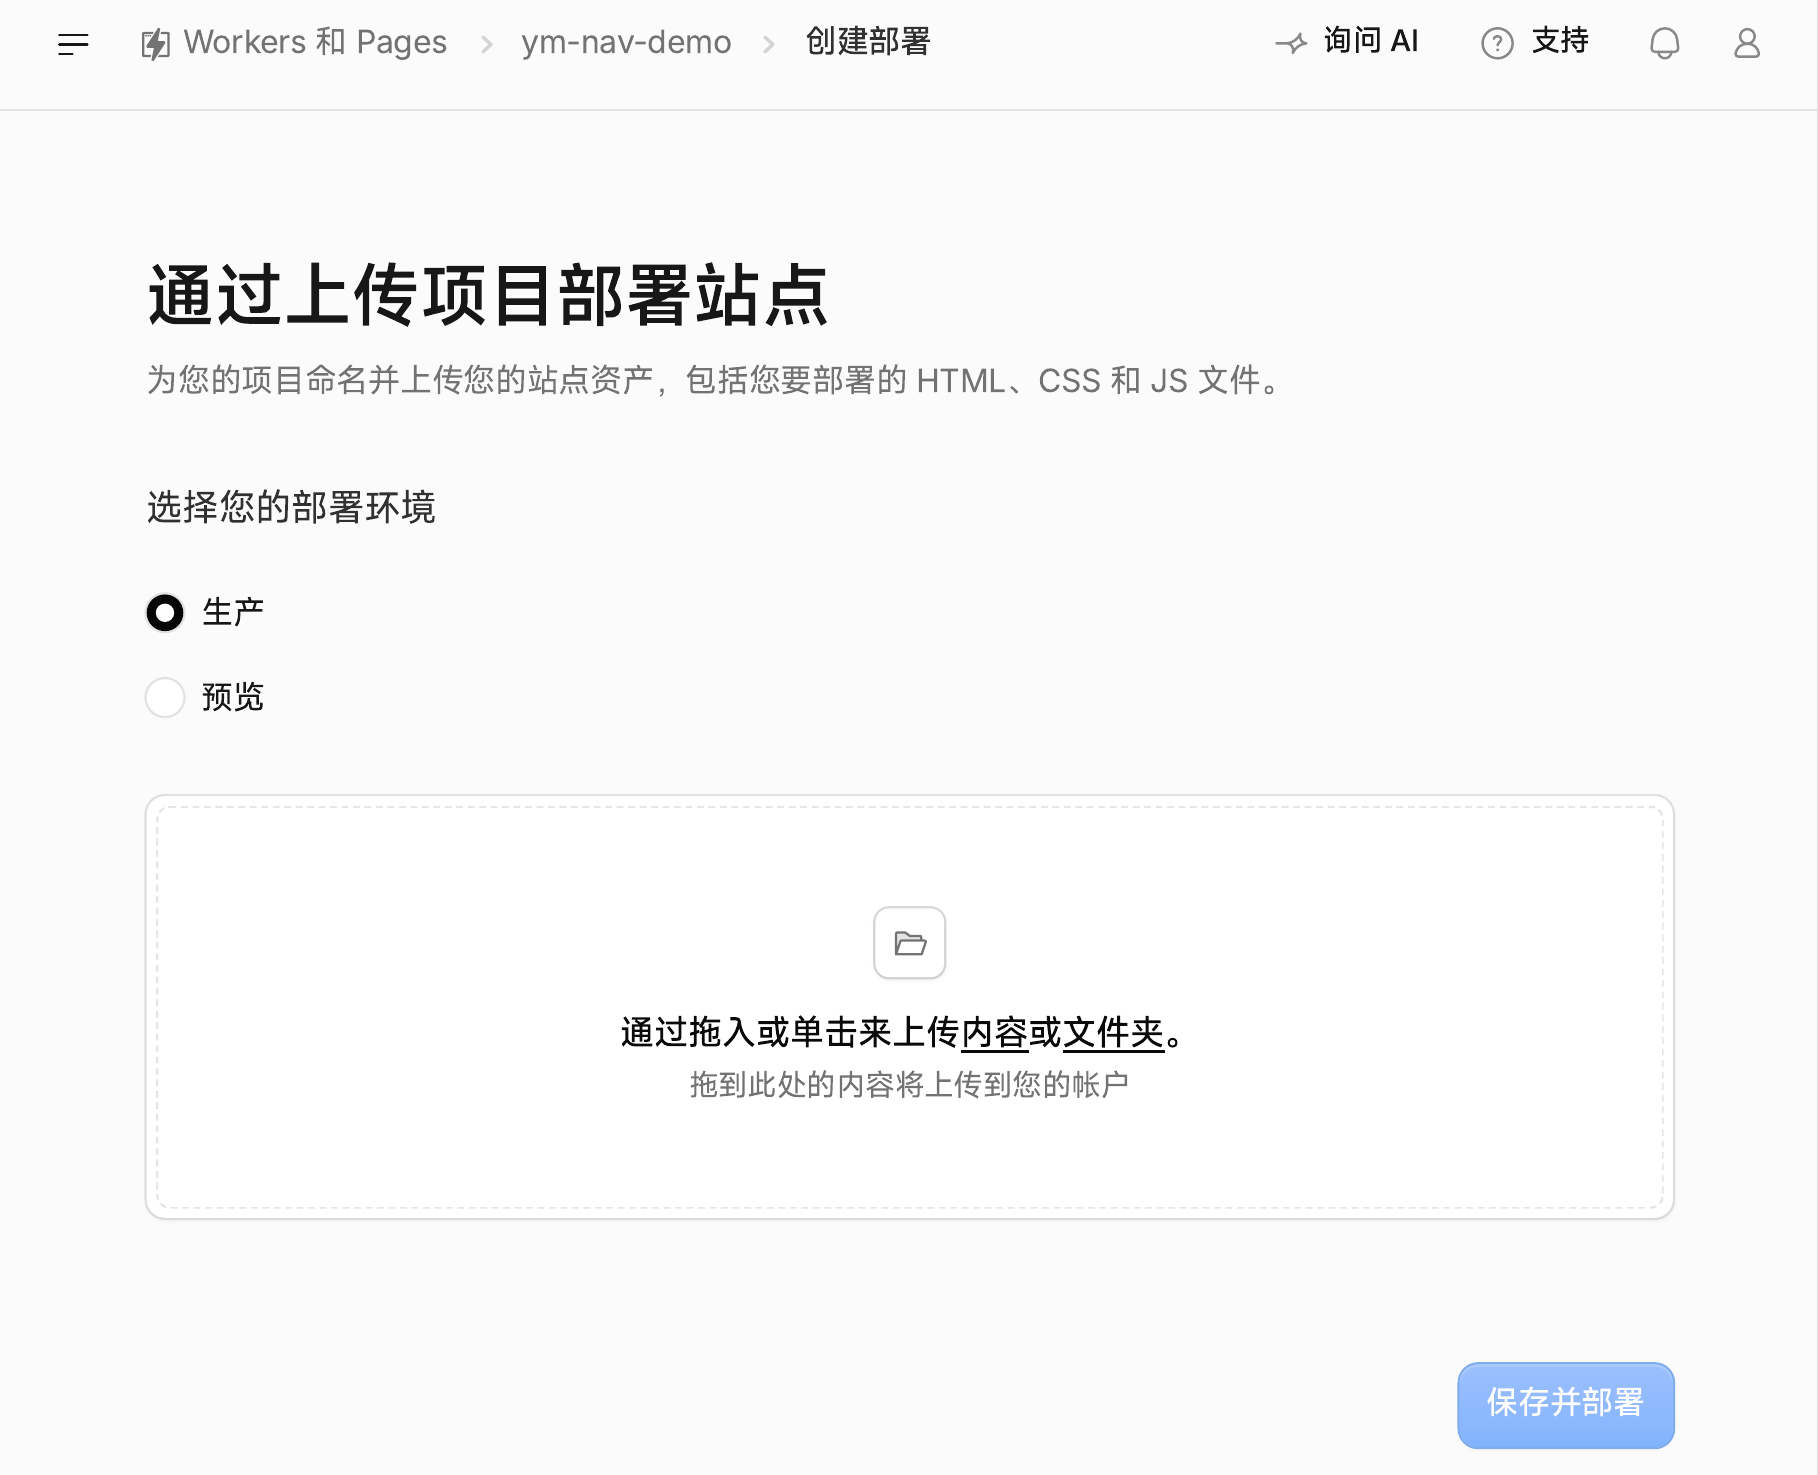 Workers 和 Pages > ym-nav-demo > 创建部署 询问 AI 支持
通过上传项目部署站点
为您的项目命名并上传您的站点资产，包括您要部署的 HTML、CSS 和 JS 文件。
选择您的部署环境
生产
预览
通过拖入或单击来上传内容或文件夹。
拖到此处的内容将上传到您的帐户
保存并部署